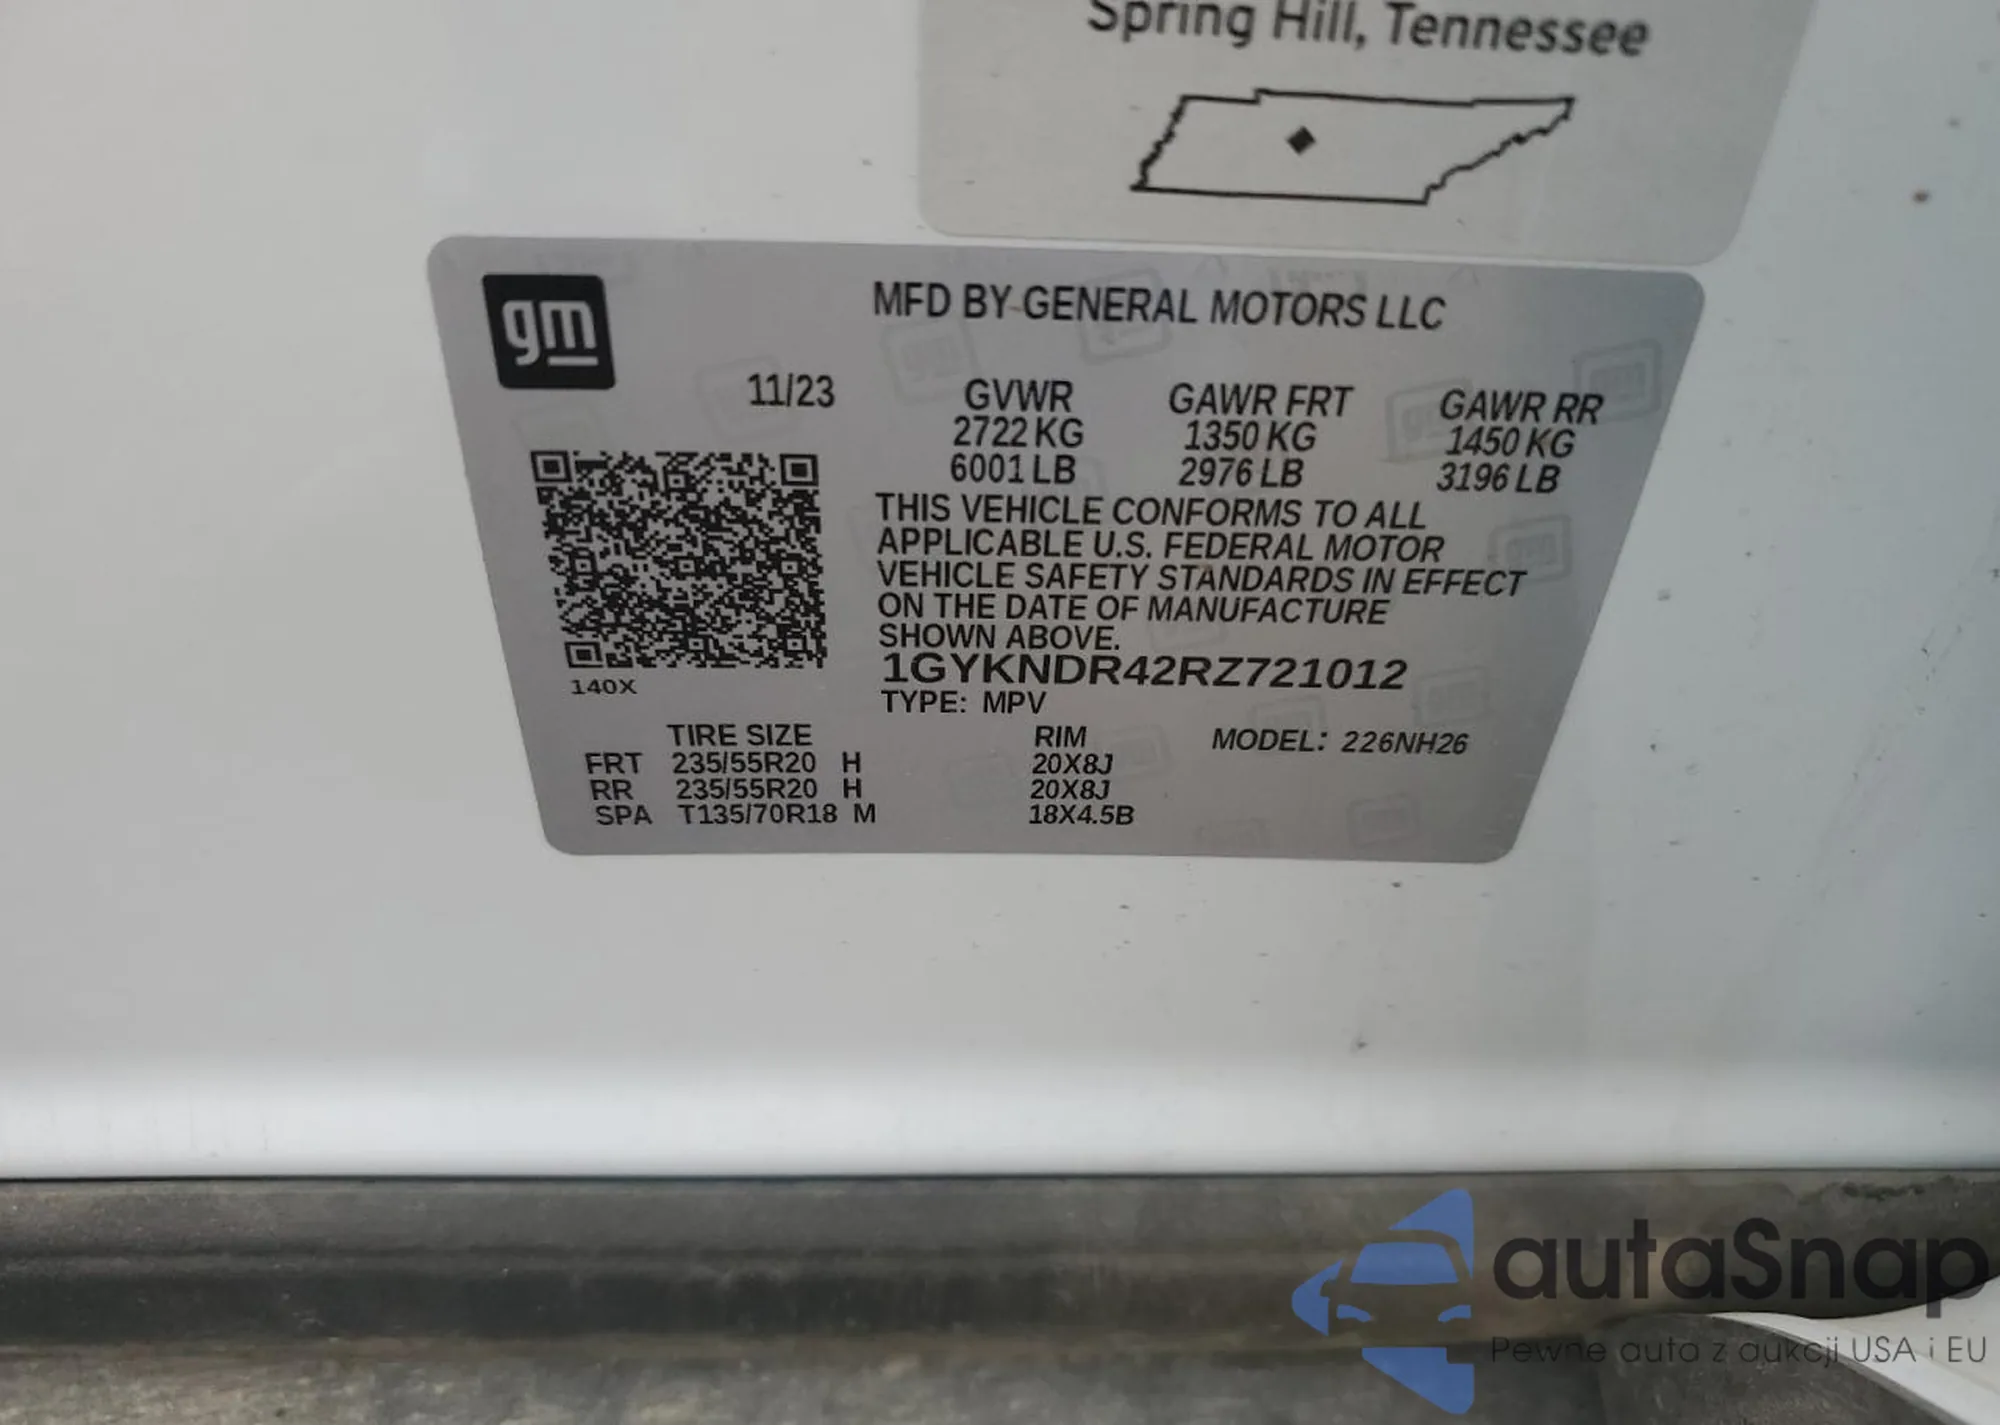 Spring Hill, Tennessee
gm
MFD BY GENERAL MOTORS LLC
11/23 GVWR GAWR FRT GAWR RR
2722 KG 1350 KG 1450 KG
6001 LB 2976 LB 3196 LB
THIS VEHICLE CONFORMS TO ALL
APPLICABLE U.S. FEDERAL MOTOR
VEHICLE SAFETY STANDARDS IN EFFECT
ON THE DATE OF MANUFACTURE
SHOWN ABOVE.
1GYKNDR42RZ721012
140X
TYPE: MPV
TIRE SIZE RIM MODEL: 226NH26
FRT 235/55R20 H 20X8J
RR 235/55R20 H 20X8J
SPA T135/70R18 M 18X4.5B
autaSnap
Pewne auta z aukcji USA i EU